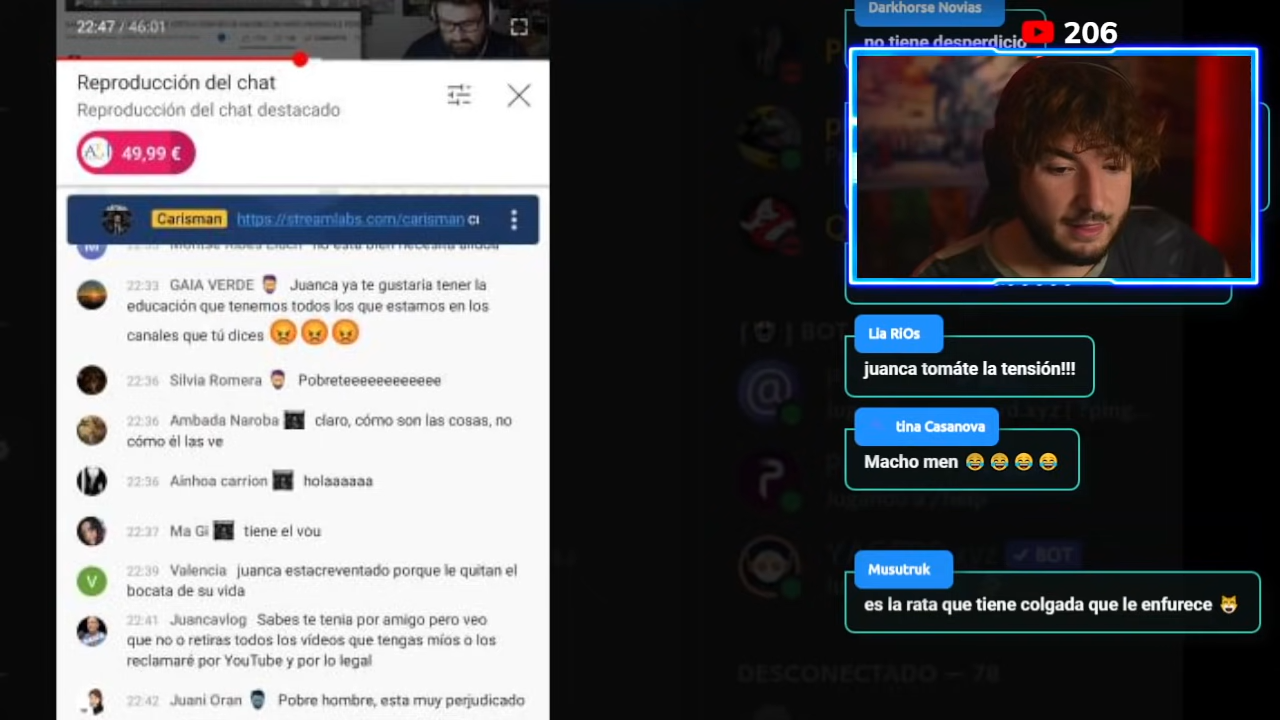 22:47 / 46:01
Reproducción del chat
Reproducción del chat destacado
49,99 €
Carisman https://streamlabs.com/carisman
22:33 GAIA VERDE Juanca ya te gustaria tener la
educación que tenemos todos los que estamos en los
canales que tú dices 😡 😡 😡
22:36 Silvia Romera Pobreteeeeeeeeeeee
22:36 Ambada Naroba claro, cómo son las cosas, no
cómo él las ve
22:36 Ainhoa carrion holaaaaaa
22:37 Ma Gi tiene el vou
22:39 Valencia juanca estacreventado porque le quitan el
bocata de su vida
22:41 Juancavlog Sabes te tenia por amigo pero veo
que no o retiras todos los vídeos que tengas míos o los
reclamaré por YouTube y por lo legal
22:42 Juani Oran Pobre hombre, esta muy perjudicado
Darkhorse Novias
no tiene desperdicio
206
Lia RiOs
juanca tomáte la tensión!!!
tina Casanova
Macho men 😂 😂 😂 😂
BOT
Musutruk
es la rata que tiene colgada que le enfurece 😹
DESCONECTADO — 78